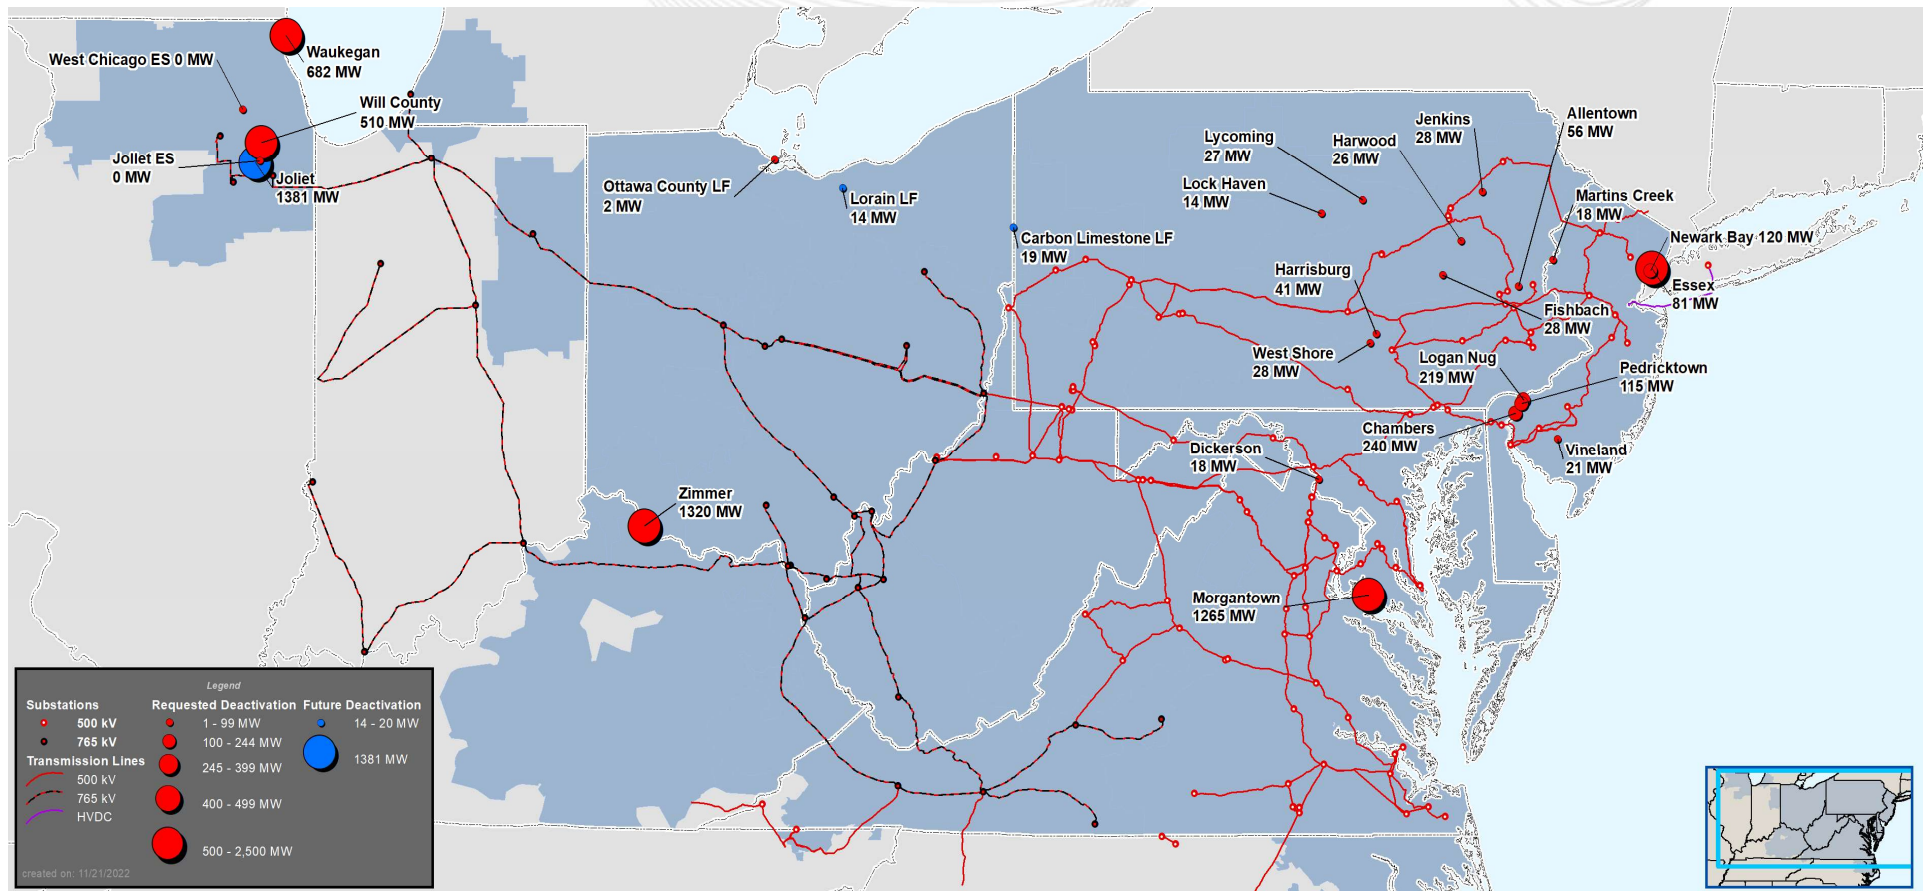 West Chicago ES 0 MW
Waukegan
682 MW
Will County
510 MW
Joliet ES
0 MW
Joliet
1381 MW
Ottawa County LF
2 MW
Lorain LF
14 MW
Carbon Limestone LF
19 MW
Lycoming
27 MW
Lock Haven
14 MW
Harwood
26 MW
Jenkins
28 MW
Allentown
56 MW
Martins Creek
18 MW
Newark Bay 120 MW
Essex
81 MW
Harrisburg
41 MW
Fishbach
28 MW
West Shore
28 MW
Logan Nug
219 MW
Pedricktown
115 MW
Chambers
240 MW
Vineland
21 MW
Dickerson
18 MW
Zimmer
1320 MW
Morgantown
1265 MW
Legend
Substations
500 kV
765 kV
Transmission Lines
500 kV
765 kV
HVDC
Requested Deactivation
1 - 99 MW
100 - 244 MW
245 - 399 MW
400 - 499 MW
500 - 2,500 MW
Future Deactivation
14 - 20 MW
1381 MW
created on: 11/21/2022